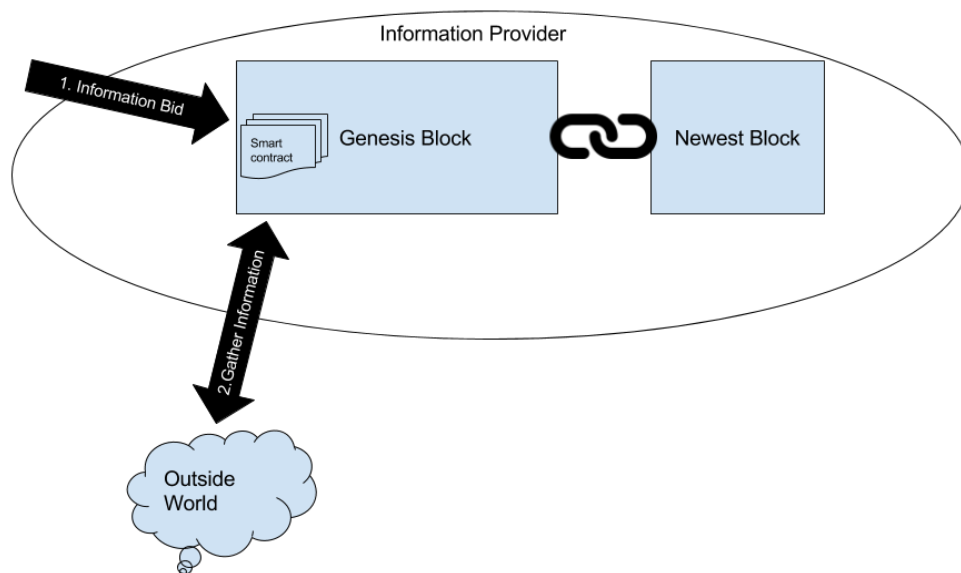 Information Provider
1. Information Bid
Smart
contract
Genesis Block
Newest Block
2.Gather Information
Outside
World